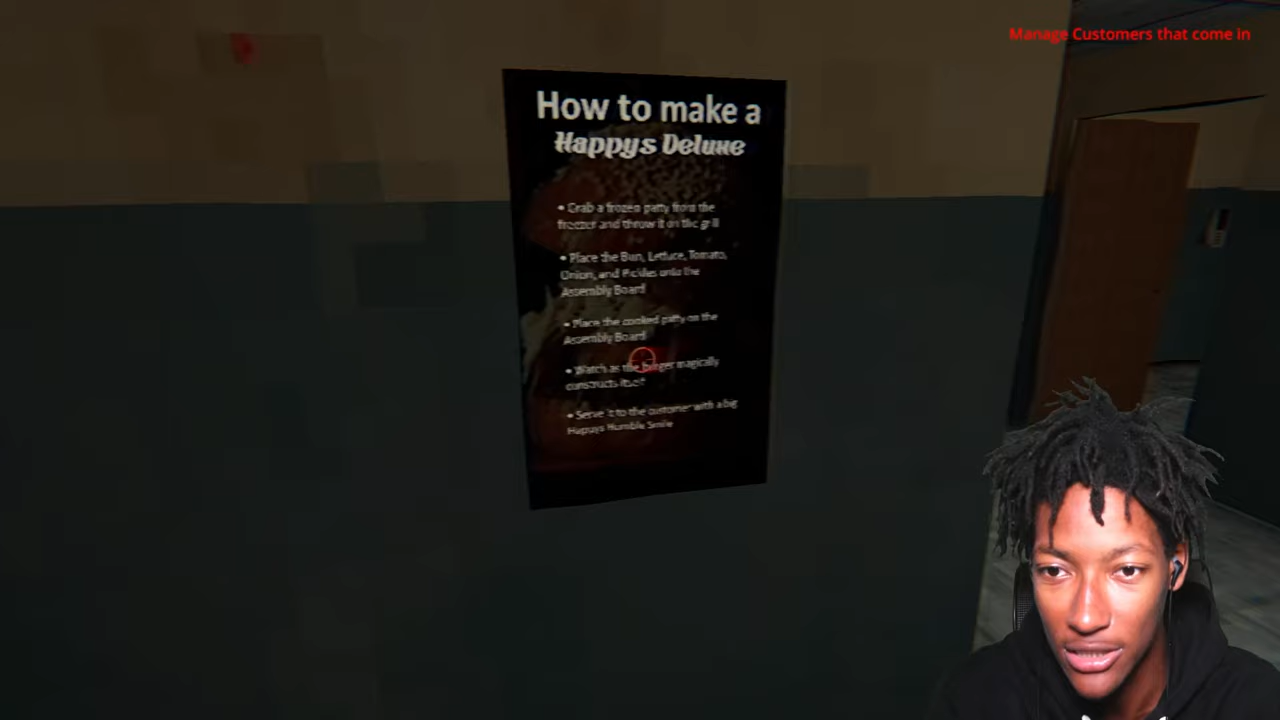 Manage Customers that come in
How to make a
Happys Deluxe
• Grab a frozen patty from the
freezer and throw it on the grill
• Place the Bun, Lettuce, Tomato,
Onion, and Pickles onto the
Assembly Board
• Place the cooked patty on the
Assembly Board
• Watch as the burger magically
constructs itself
• Serve it to the customer with a big
Happys Humble Smile